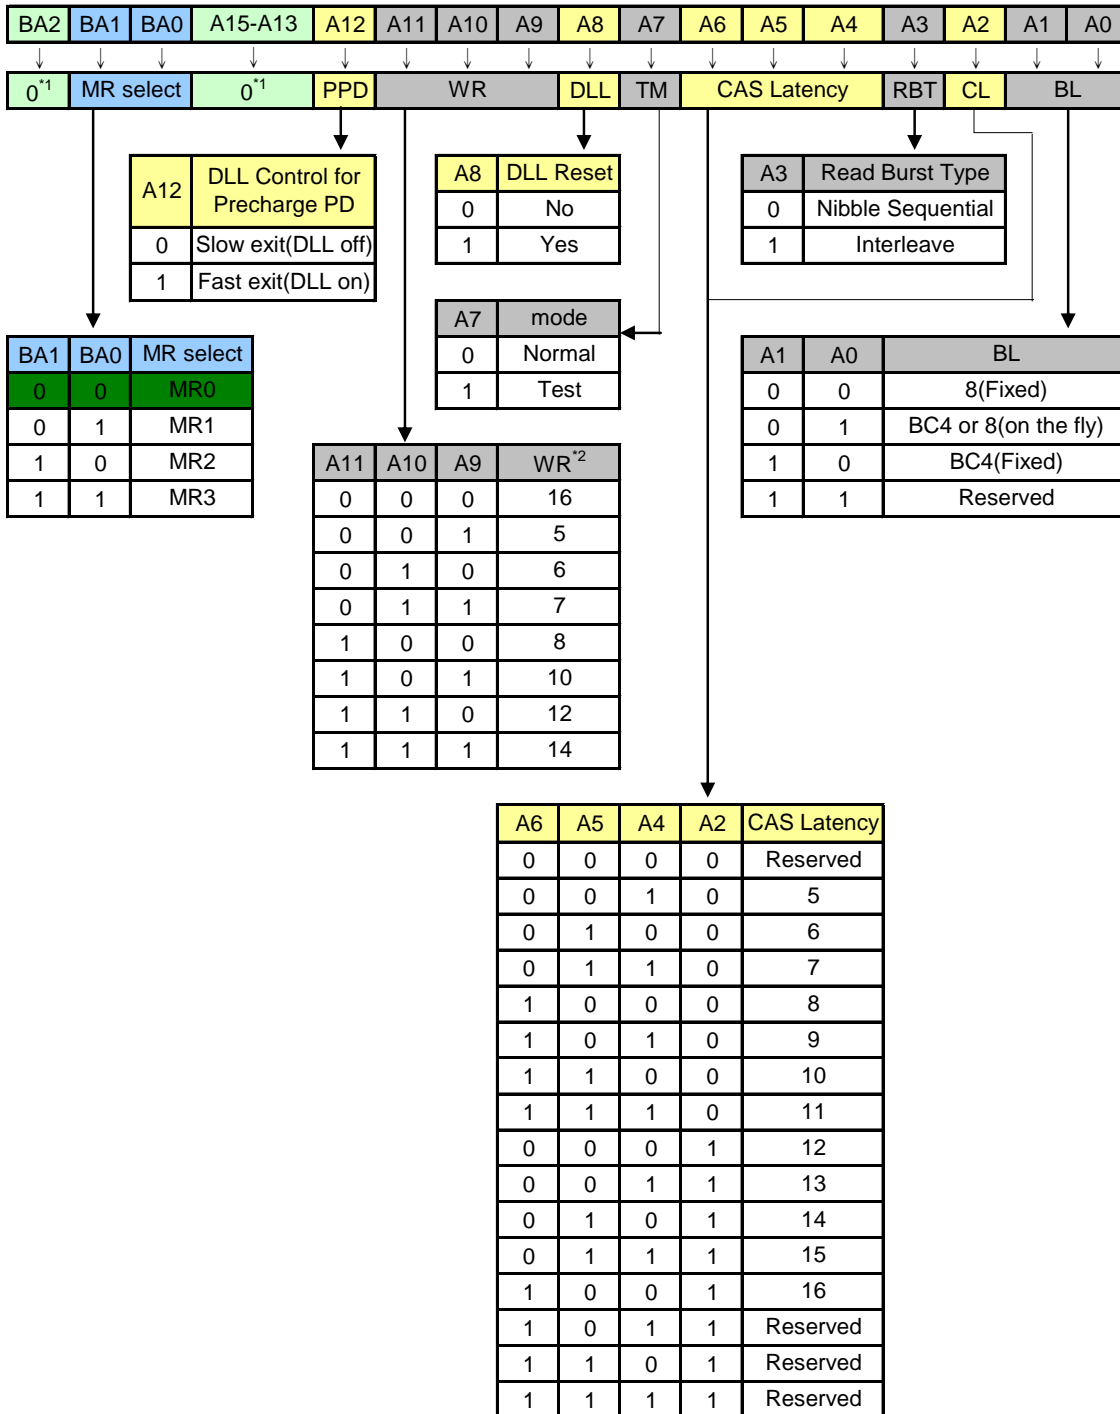 BA2 BA1 BA0 A15-A13 A12 A11 A10 A9 A8 A7 A6 A5 A4 A3 A2 A1 A0
0*1 MR select 0*1 PPD WR DLL TM CAS Latency RBT CL BL
A12 DLL Control for Precharge PD
0 Slow exit(DLL off)
1 Fast exit(DLL on)
A8 DLL Reset
0 No
1 Yes
A3 Read Burst Type
0 Nibble Sequential
1 Interleave
A7 mode
0 Normal
1 Test
BA1 BA0 MR select
0 0 MR0
0 1 MR1
1 0 MR2
1 1 MR3
A1 A0 BL
0 0 8(Fixed)
0 1 BC4 or 8(on the fly)
1 0 BC4(Fixed)
1 1 Reserved
A11 A10 A9 WR*2
0 0 0 16
0 0 1 5
0 1 0 6
0 1 1 7
1 0 0 8
1 0 1 10
1 1 0 12
1 1 1 14
A6 A5 A4 A2 CAS Latency
0 0 0 0 Reserved
0 0 1 0 5
0 1 0 0 6
0 1 1 0 7
1 0 0 0 8
1 0 1 0 9
1 1 0 0 10
1 1 1 0 11
0 0 0 1 12
0 0 1 1 13
0 1 0 1 14
0 1 1 1 15
1 0 0 1 16
1 0 1 1 Reserved
1 1 0 1 Reserved
1 1 1 1 Reserved